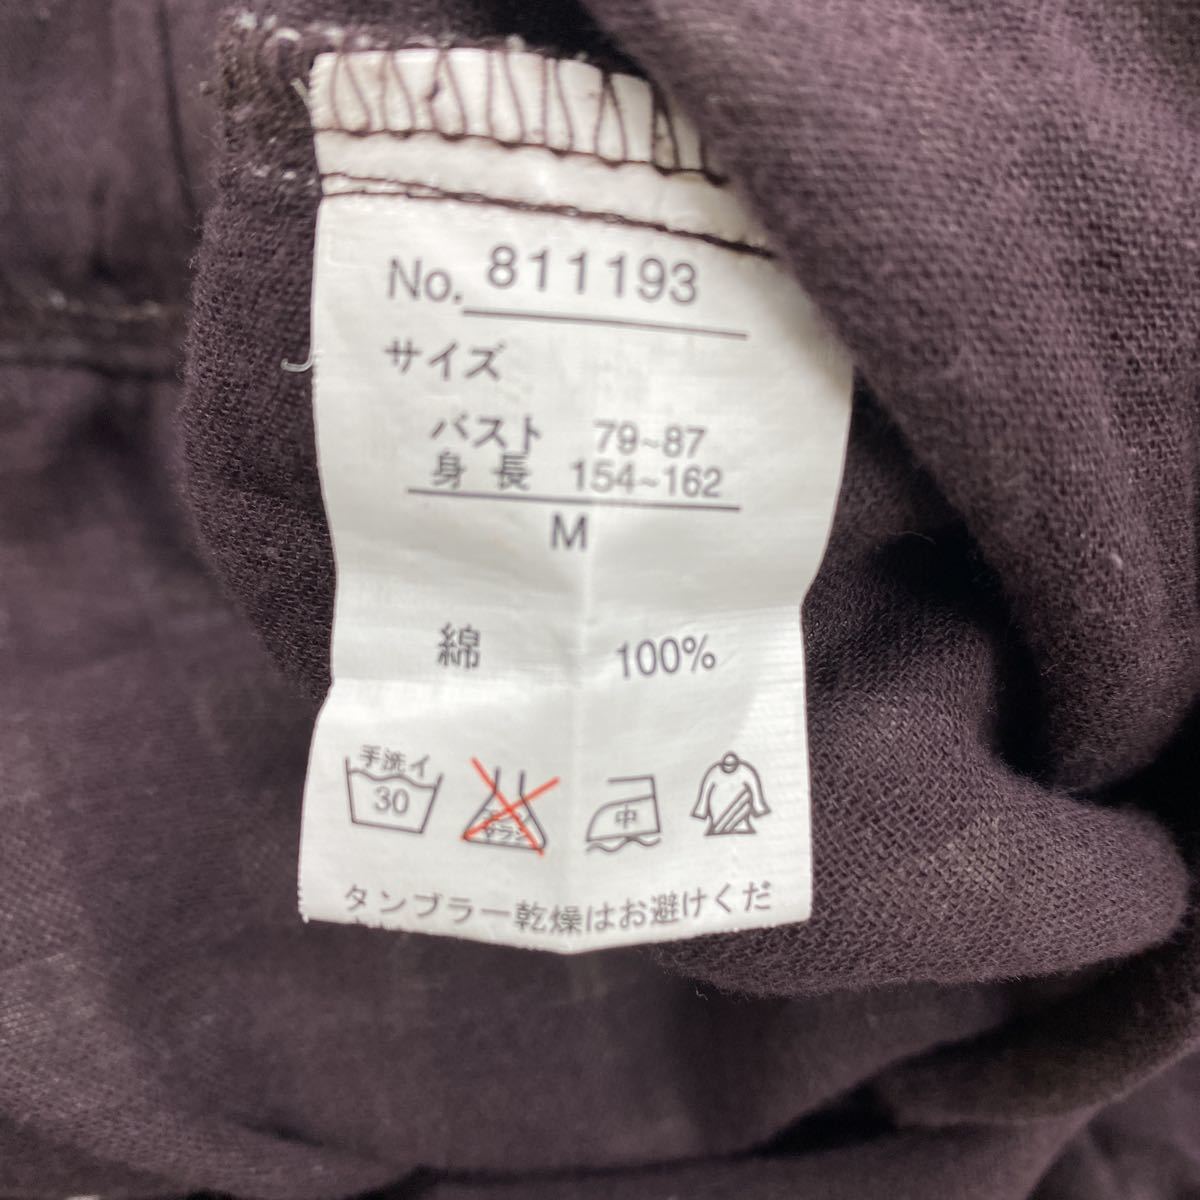 No. 811193
サイズ
バスト 79~87
身長 154~162
M
綿 100%
手洗イ
30
中
タンブラー乾燥はお避けくだ